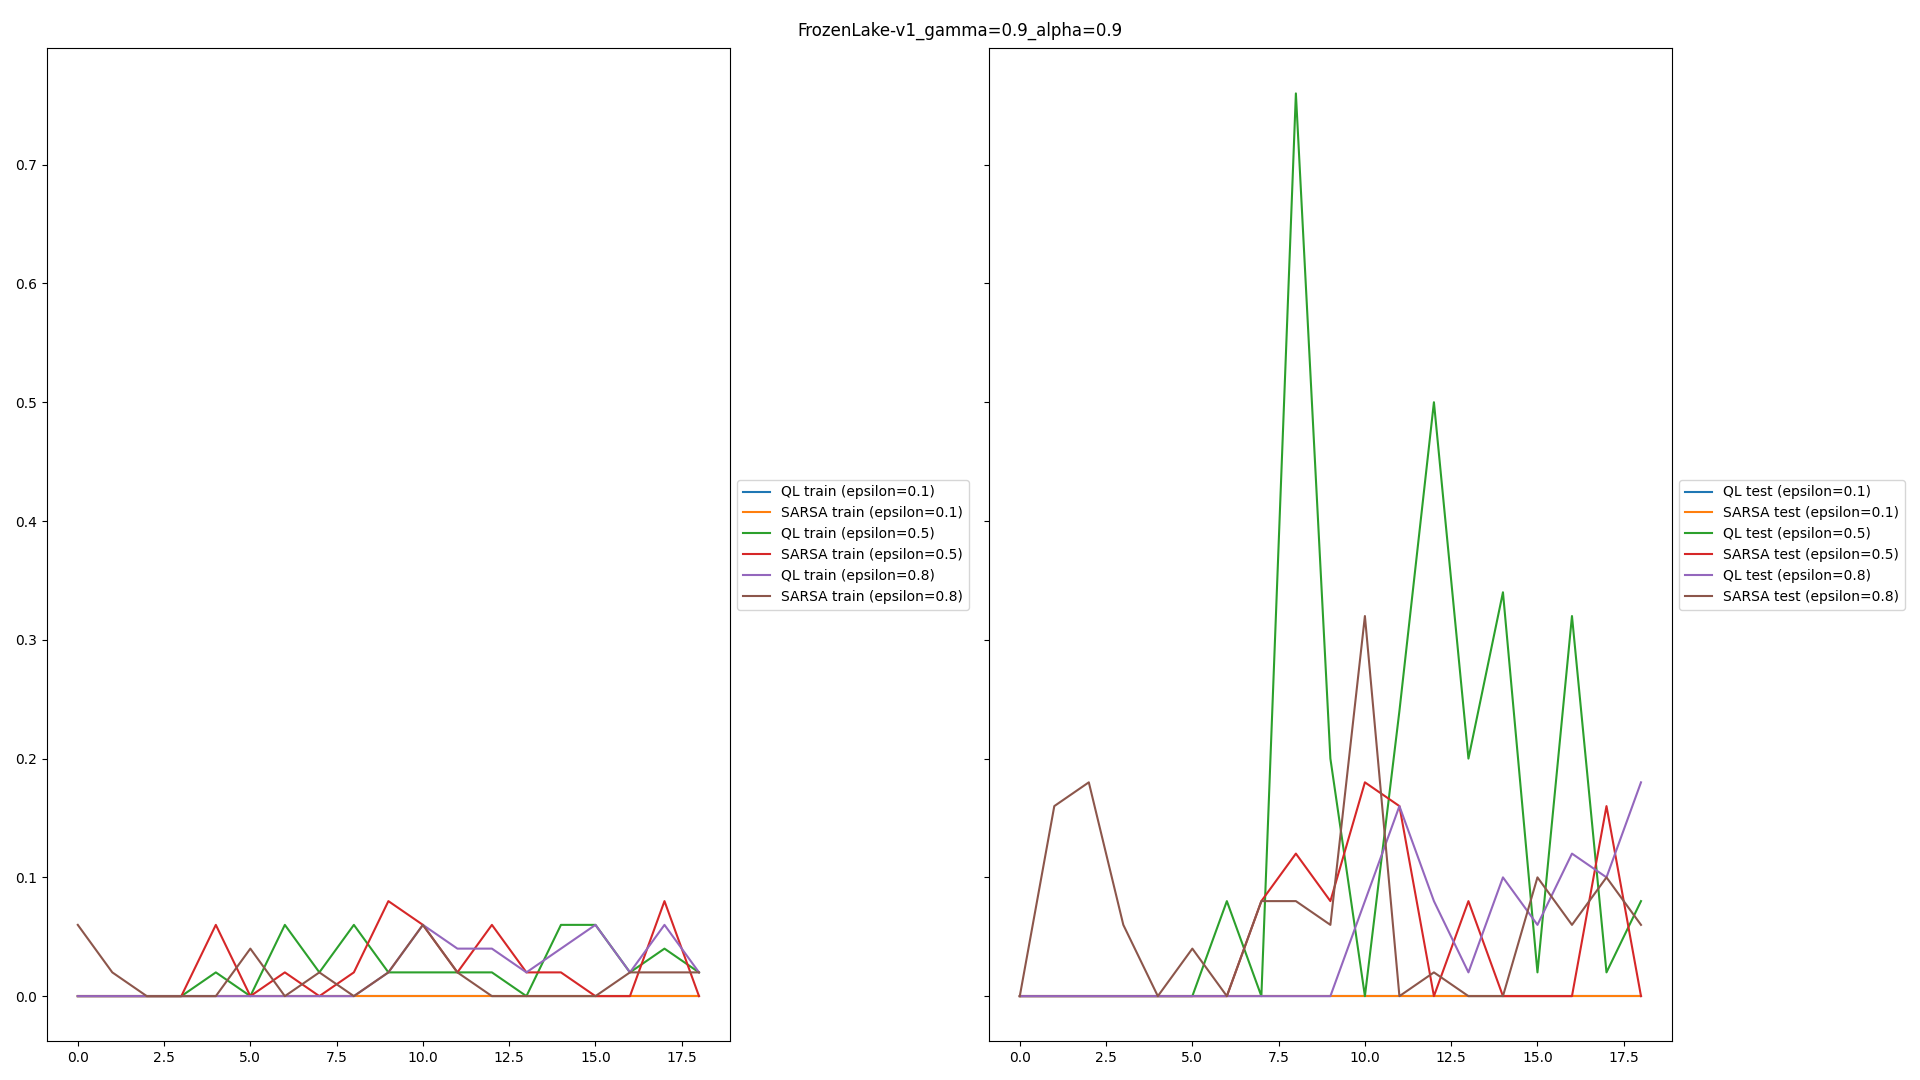 FrozenLake-v1_gamma=0.9_alpha=0.9
0.7
0.6
0.5
0.4
0.3
0.2
0.1
0.0
0.0 2.5 5.0 7.5 10.0 12.5 15.0 17.5
QL train (epsilon=0.1)
SARSA train (epsilon=0.1)
QL train (epsilon=0.5)
SARSA train (epsilon=0.5)
QL train (epsilon=0.8)
SARSA train (epsilon=0.8)
0.0 2.5 5.0 7.5 10.0 12.5 15.0 17.5
QL test (epsilon=0.1)
SARSA test (epsilon=0.1)
QL test (epsilon=0.5)
SARSA test (epsilon=0.5)
QL test (epsilon=0.8)
SARSA test (epsilon=0.8)